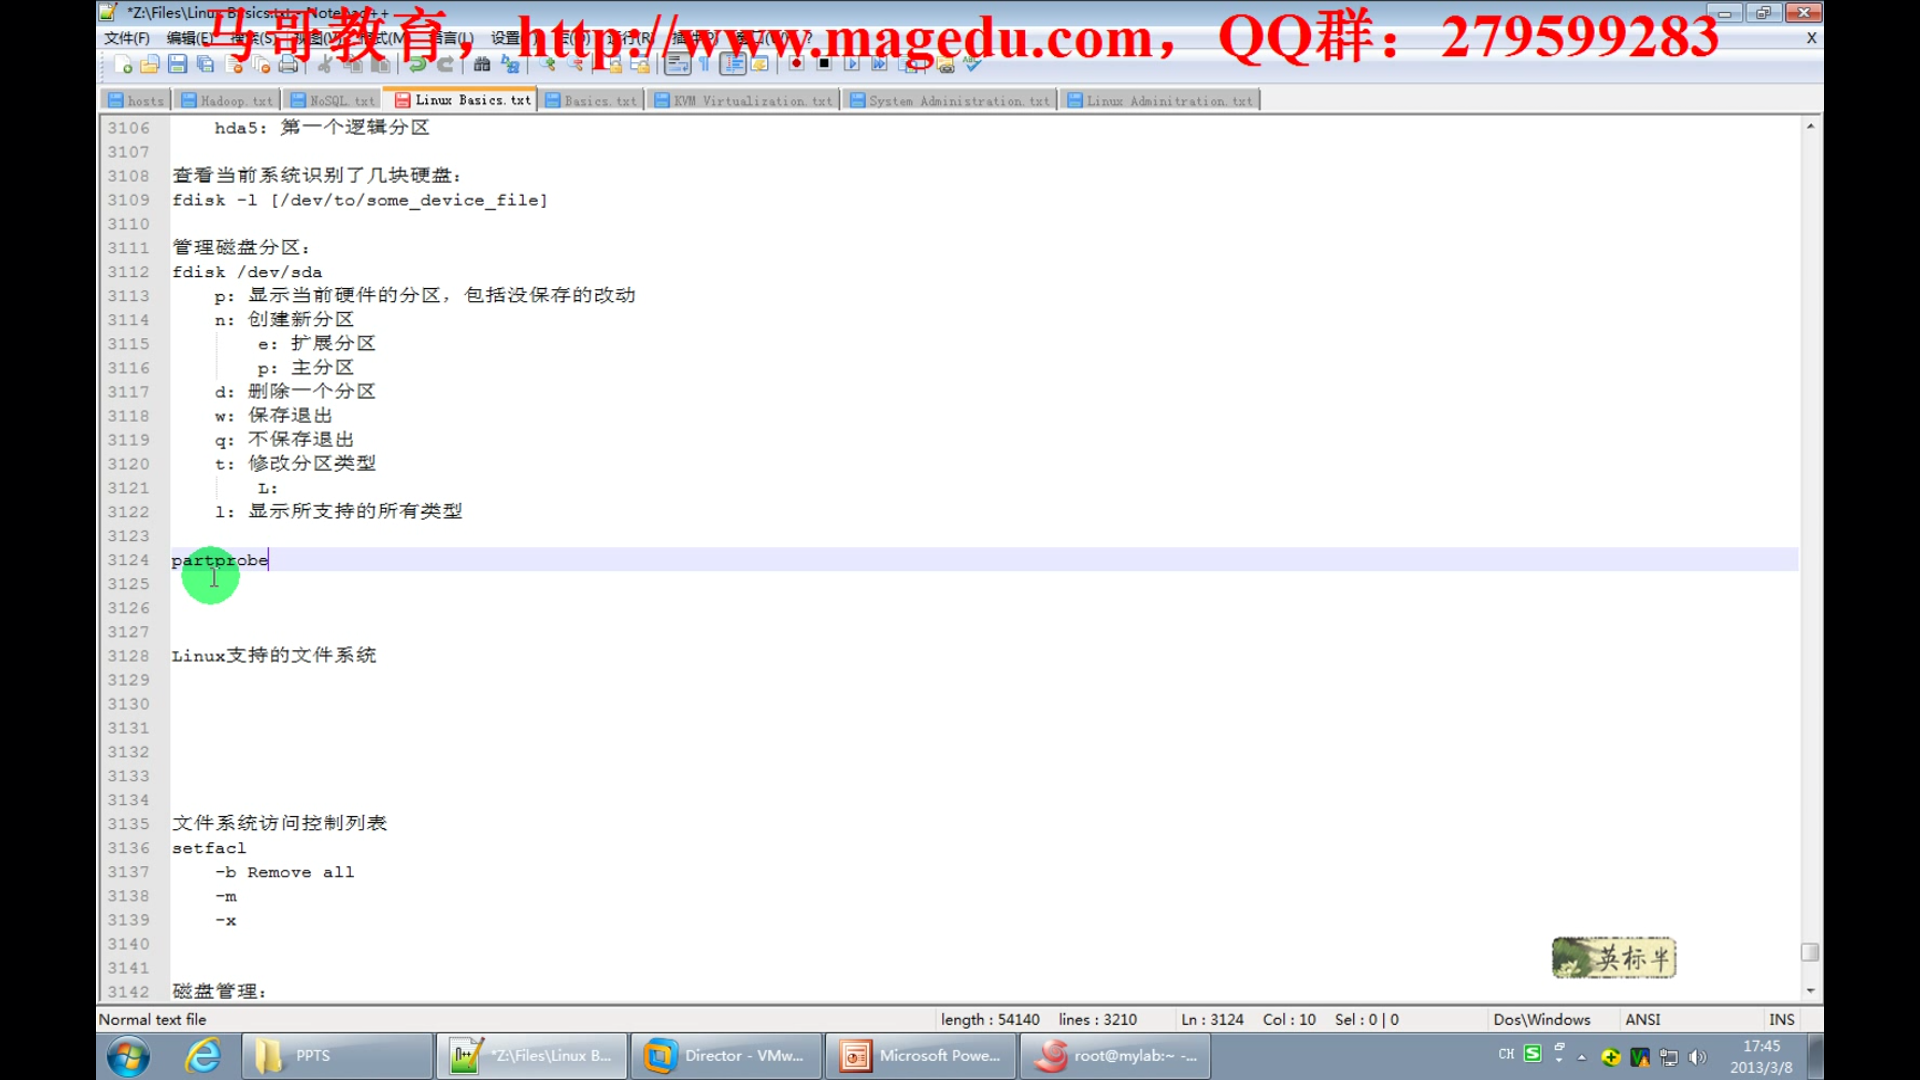 *Z:\Files\Linux Basics.txt - Notepad++
马哥教育，http://www.magedu.com，QQ群：279599283
文件(F) 编辑(E) 搜索(S) 视图(V) 格式(M) 语言(L) 设置 运行(R) X
hosts Hadoop.txt NoSQL.txt Linux Basics.txt Basics.txt KVM Virtualization.txt System Administration.txt Linux Adminitration.txt
3106 hda5: 第一个逻辑分区
3107
3108 查看当前系统识别了几块硬盘:
3109 fdisk -l [/dev/to/some_device_file]
3110
3111 管理磁盘分区:
3112 fdisk /dev/sda
3113 p: 显示当前硬件的分区，包括没保存的改动
3114 n: 创建新分区
3115 e: 扩展分区
3116 p: 主分区
3117 d: 删除一个分区
3118 w: 保存退出
3119 q: 不保存退出
3120 t: 修改分区类型
3121 L:
3122 l: 显示所支持的所有类型
3123
3124 partprobe
3125
3126
3127
3128 Linux支持的文件系统
3129
3130
3131
3132
3133
3134
3135 文件系统访问控制列表
3136 setfacl
3137 -b Remove all
3138 -m
3139 -x
3140
3141
3142 磁盘管理:
英标半
Normal text file length : 54140 lines : 3210 Ln : 3124 Col : 10 Sel : 0 | 0 Dos\Windows ANSI INS
PPTS *Z:\Files\Linux B... Director - VMw... Microsoft Powe... root@mylab:~ -... CH 17:45
2013/3/8